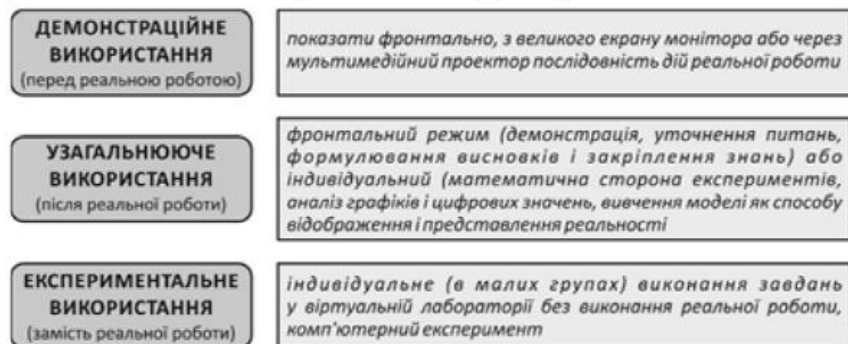 ДЕМОНСТРАЦІЙНЕ
ВИКОРИСТАННЯ
(перед реальною роботою)
показати фронтально, з великого екрану монітора або через
мультимедійний проектор послідовність дій реальної роботи
УЗАГАЛЬНЮЮЧЕ
ВИКОРИСТАННЯ
(після реальної роботи)
фронтальний режим (демонстрація, уточнення питань,
формулювання висновків і закріплення знань) або
індивідуальний (математична сторона експериментів,
аналіз графіків і цифрових значень, вивчення моделі як способу
відображення і представлення реальності
ЕКСПЕРИМЕНТАЛЬНЕ
ВИКОРИСТАННЯ
(замість реальної роботи)
індивідуальне (в малих групах) виконання завдань
у віртуальній лабораторії без виконання реальної роботи,
комп'ютерний експеримент